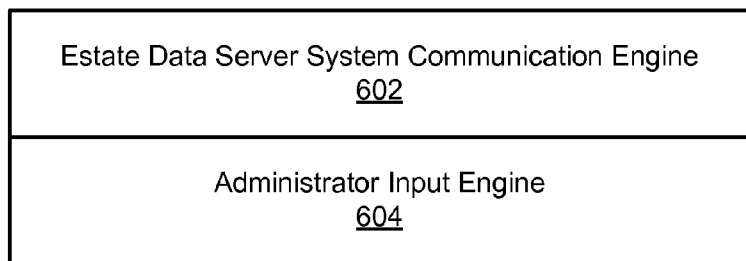 Estate Data Server System Communication Engine
602
Administrator Input Engine
604